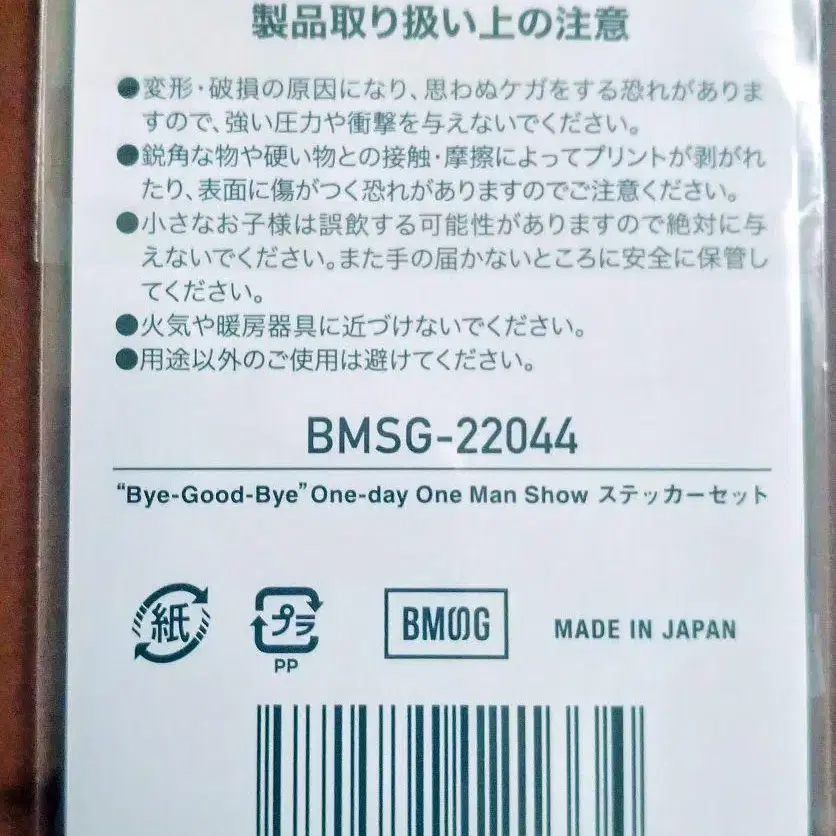 製品取り扱い上の注意
●変形・破損の原因になり、思わぬケガをする恐れがありま
すので、強い圧力や衝撃を与えないでください。
●鋭角な物や硬い物との接触・摩擦によってプリントが剥がれ
たり、表面に傷がつく恐れがありますのでご注意ください。
●小さなお子様は誤飲する可能性がありますので絶対に与
えないでください。また手の届かないところに安全に保管し
てください。
●火気や暖房器具に近づけないでください。
●用途以外のご使用は避けてください。
BMSG-22044
“Bye-Good-Bye”One-day One Man Show ステッカーセット
紙 プラ BMSG MADE IN JAPAN
PP